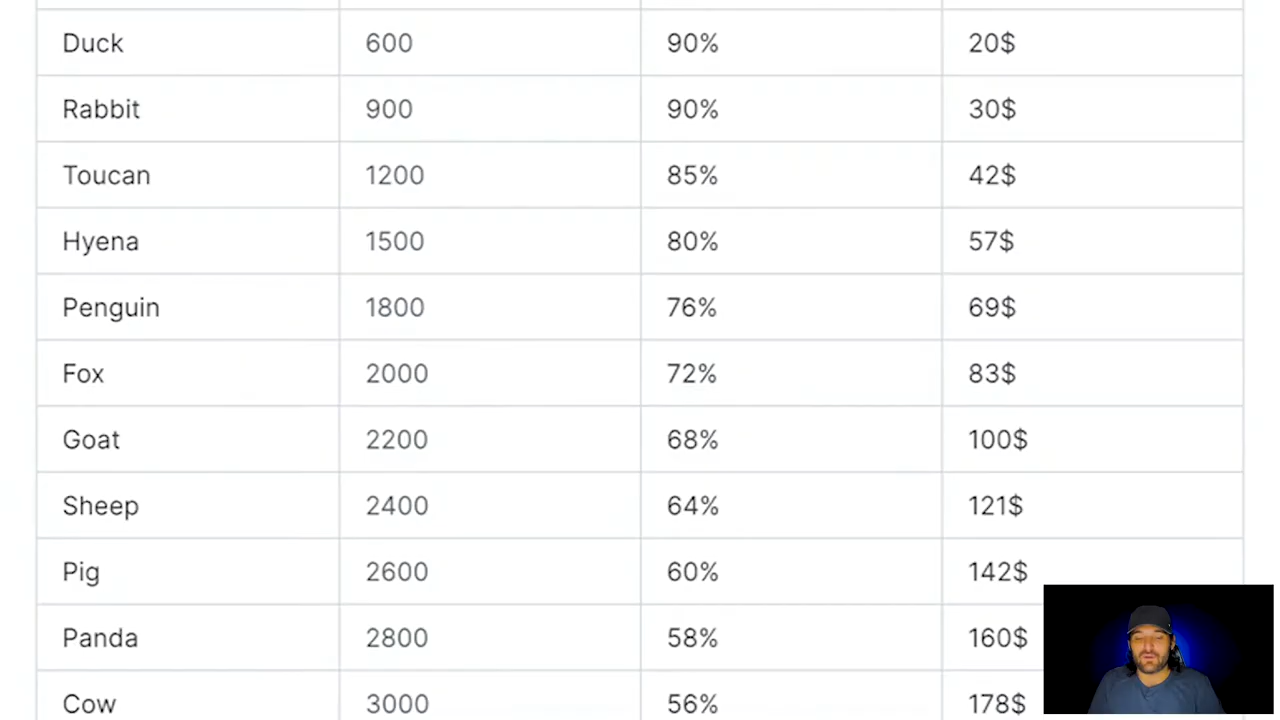 Duck 600 90% 20$
Rabbit 900 90% 30$
Toucan 1200 85% 42$
Hyena 1500 80% 57$
Penguin 1800 76% 69$
Fox 2000 72% 83$
Goat 2200 68% 100$
Sheep 2400 64% 121$
Pig 2600 60% 142$
Panda 2800 58% 160$
Cow 3000 56% 178$